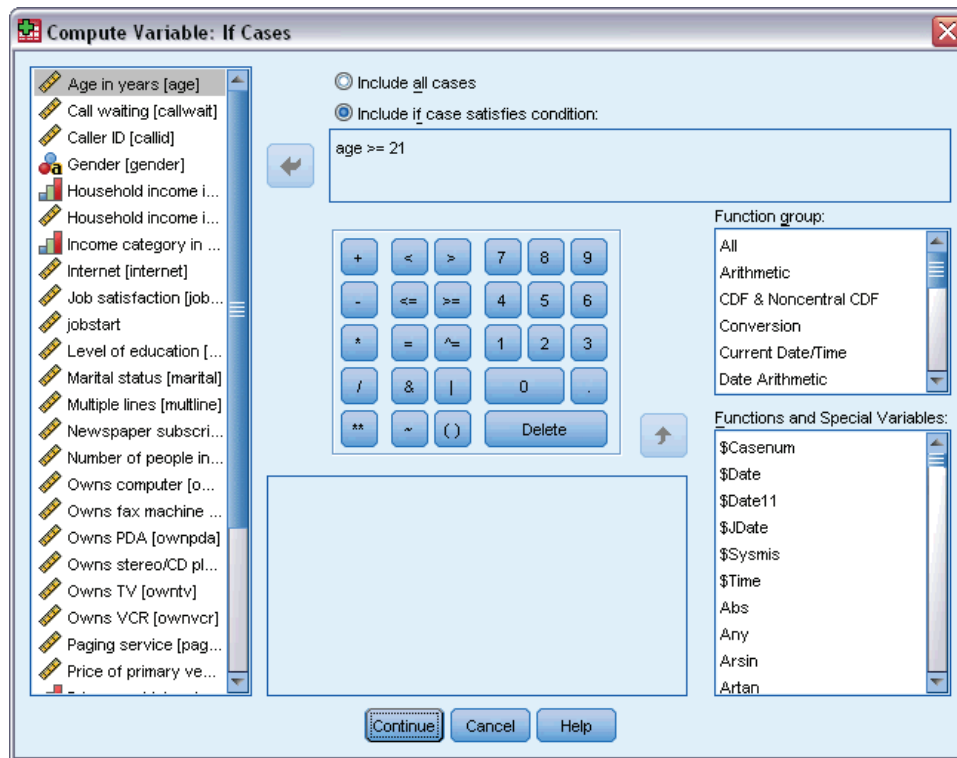 Compute Variable: If Cases
Age in years [age]
Call waiting [callwait]
Caller ID [callid]
Gender [gender]
Household income i...
Household income i...
Income category in ...
Internet [internet]
Job satisfaction [job...
jobstart
Level of education [...
Marital status [marital]
Multiple lines [multline]
Newspaper subscri...
Number of people in...
Owns computer [o...
Owns fax machine ...
Owns PDA [ownpda]
Owns stereo/CD pl...
Owns TV [owntv]
Owns VCR [ownvcr]
Paging service [pag...
Price of primary ve...
Include all cases
Include if case satisfies condition:
age >= 21
+ < > 7 8 9
- <= >= 4 5 6
* = ^= 1 2 3
/ & | 0 .
** ~ ( ) Delete
Function group:
All
Arithmetic
CDF & Noncentral CDF
Conversion
Current Date/Time
Date Arithmetic
Functions and Special Variables:
$Casenum
$Date
$Date11
$JDate
$Sysmis
$Time
Abs
Any
Arsin
Artan
Continue Cancel Help